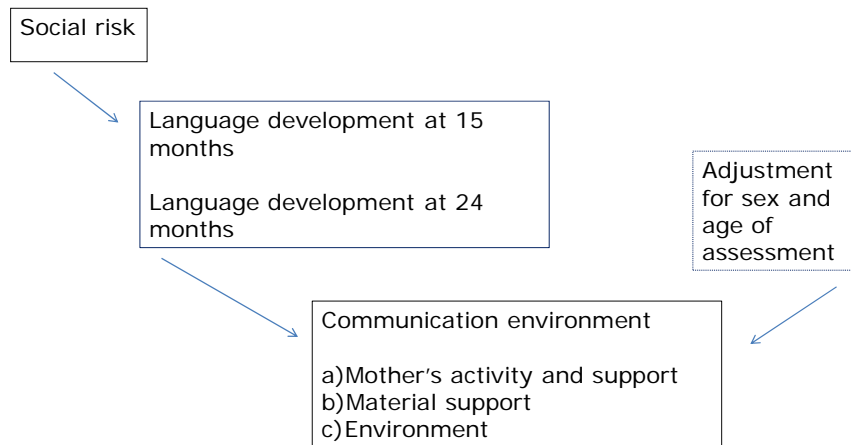 Social risk
Language development at 15
months
Language development at 24
months
Adjustment
for sex and
age of
assessment
Communication environment
a)Mother's activity and support
b)Material support
c)Environment